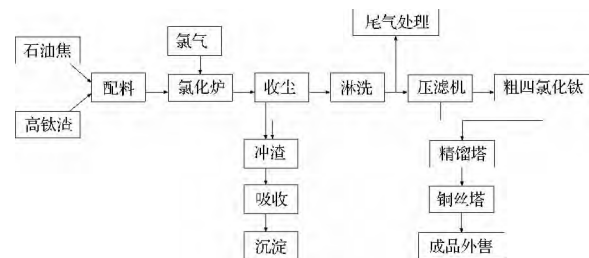 尾气处理
氯气
石油焦
配料
氯化炉
收尘
淋洗
压滤机
粗四氯化钛
高钛渣
冲渣
精馏塔
吸收
铜丝塔
沉淀
成品外售